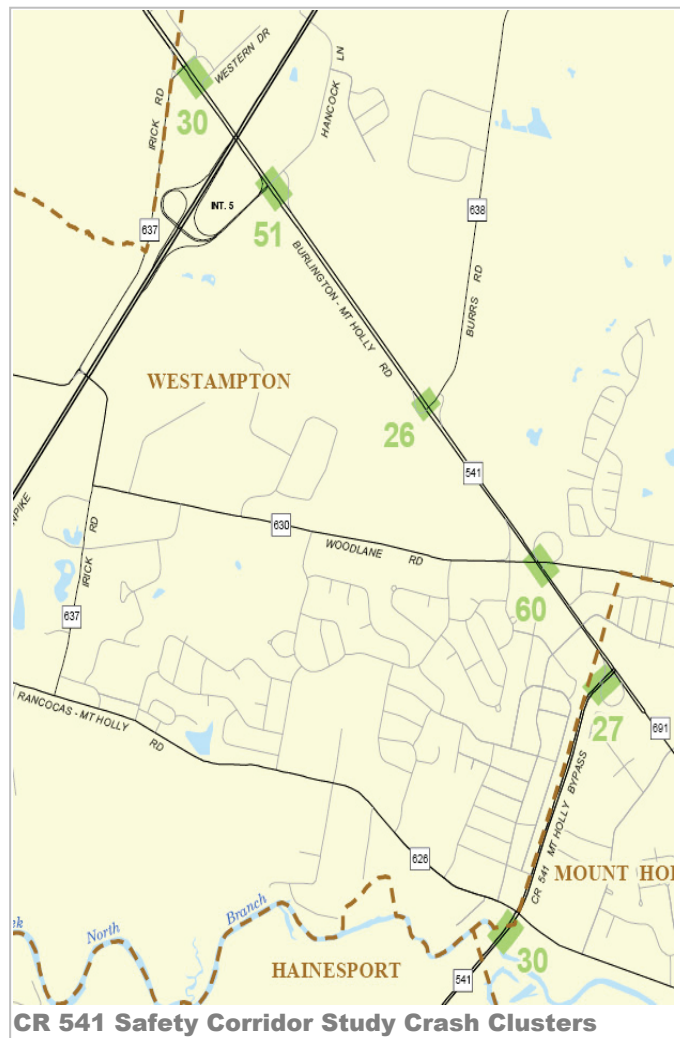 WESTERN DR
IRICK RD
30
HANCOCK LN
INT. 5
637
51
638
BURRS RD
BURLINGTON - MT HOLLY RD
WESTAMPTON
26
541
NPIKE
IRICK RD
630
WOODLANE RD
60
637
27
691
RANCOCAS - MT HOLLY RD
CR 541 MT HOLLY BYPASS
626
MOUNT HOL
North Branch
HAINESPORT
30
541
CR 541 Safety Corridor Study Crash Clusters